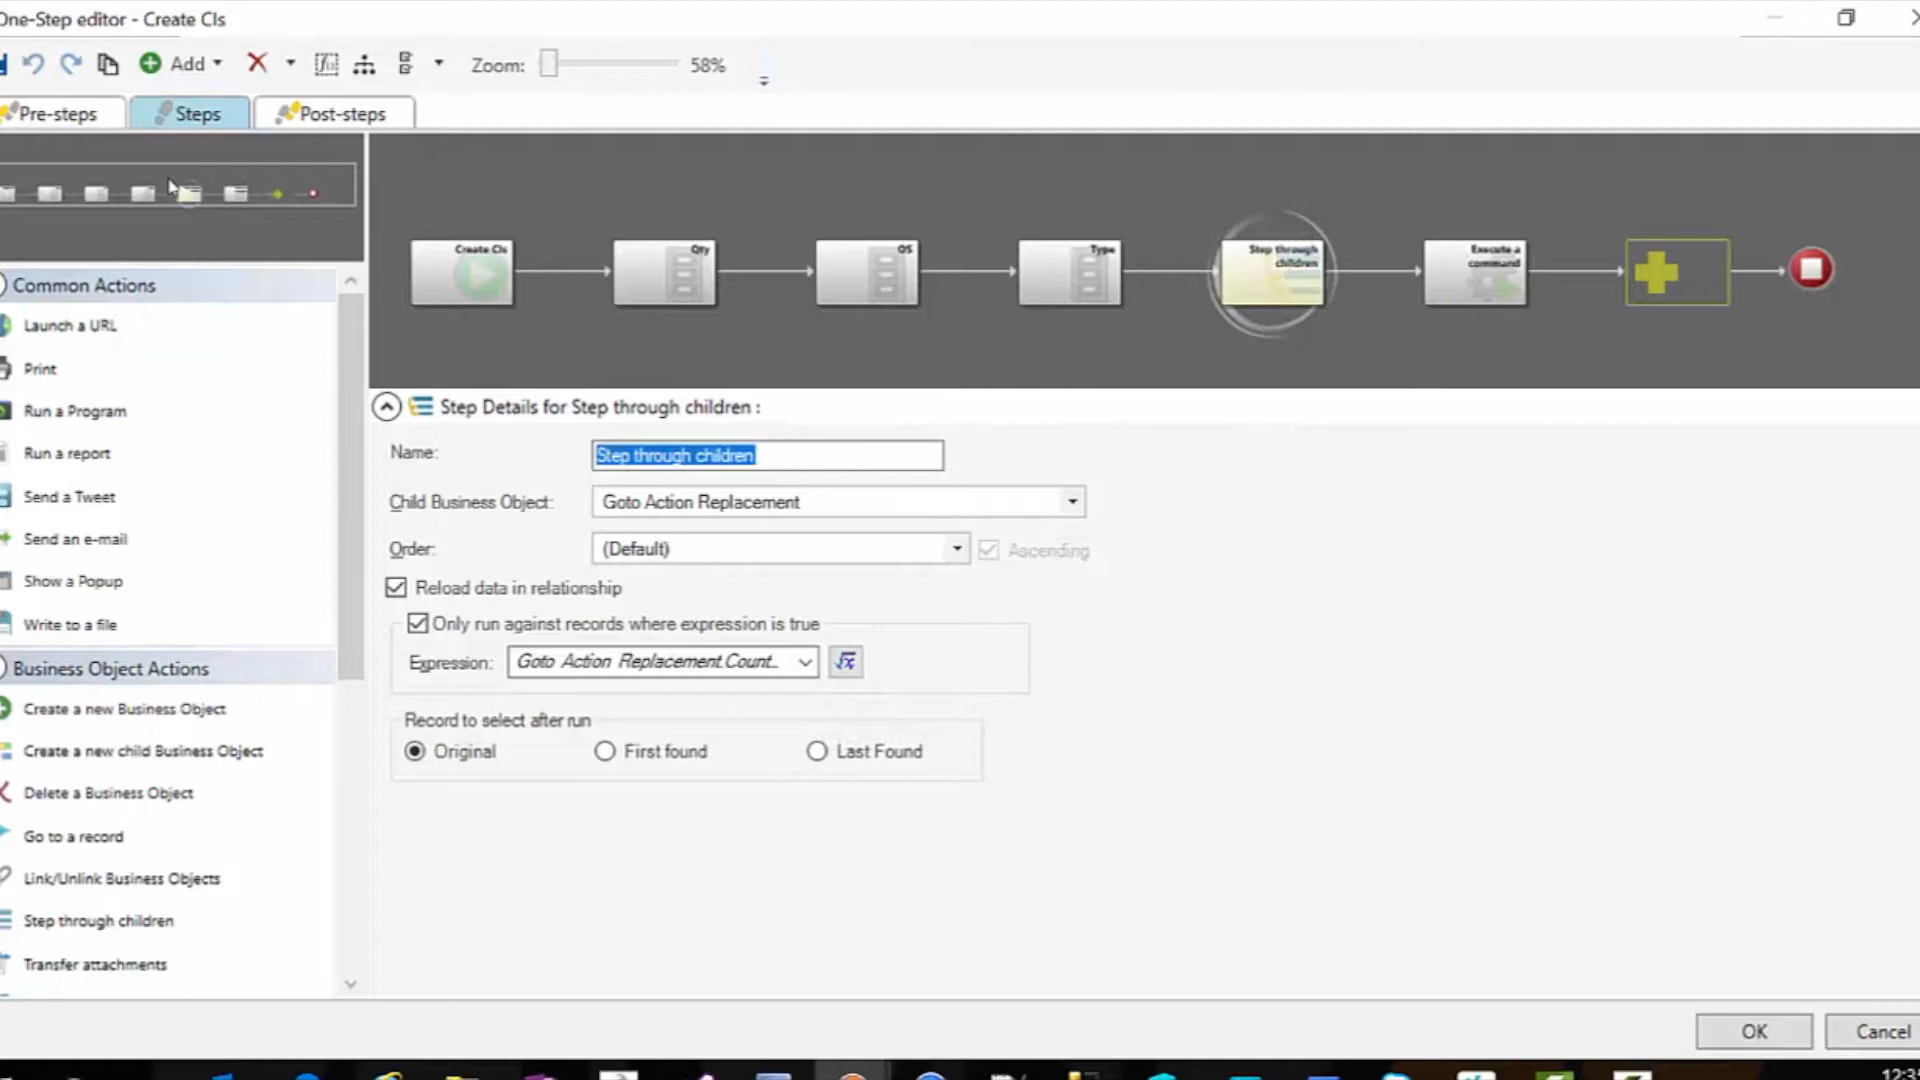 One-Step editor - Create CIs
Add
Zoom:
58%
Pre-steps
Steps
Post-steps
Create CIs
Qty
OS
Type
Step through
children
Execute a
command
Common Actions
Launch a URL
Print
Run a Program
Run a report
Send a Tweet
Send an e-mail
Show a Popup
Write to a file
Business Object Actions
Create a new Business Object
Create a new child Business Object
Delete a Business Object
Go to a record
Link/Unlink Business Objects
Step through children
Transfer attachments
Step Details for Step through children :
Name:
Step through children
Child Business Object:
Goto Action Replacement
Order:
(Default)
Ascending
Reload data in relationship
Only run against records where expression is true
Expression:
Goto Action Replacement.Count...
Record to select after run
Original
First found
Last Found
OK
Cancel